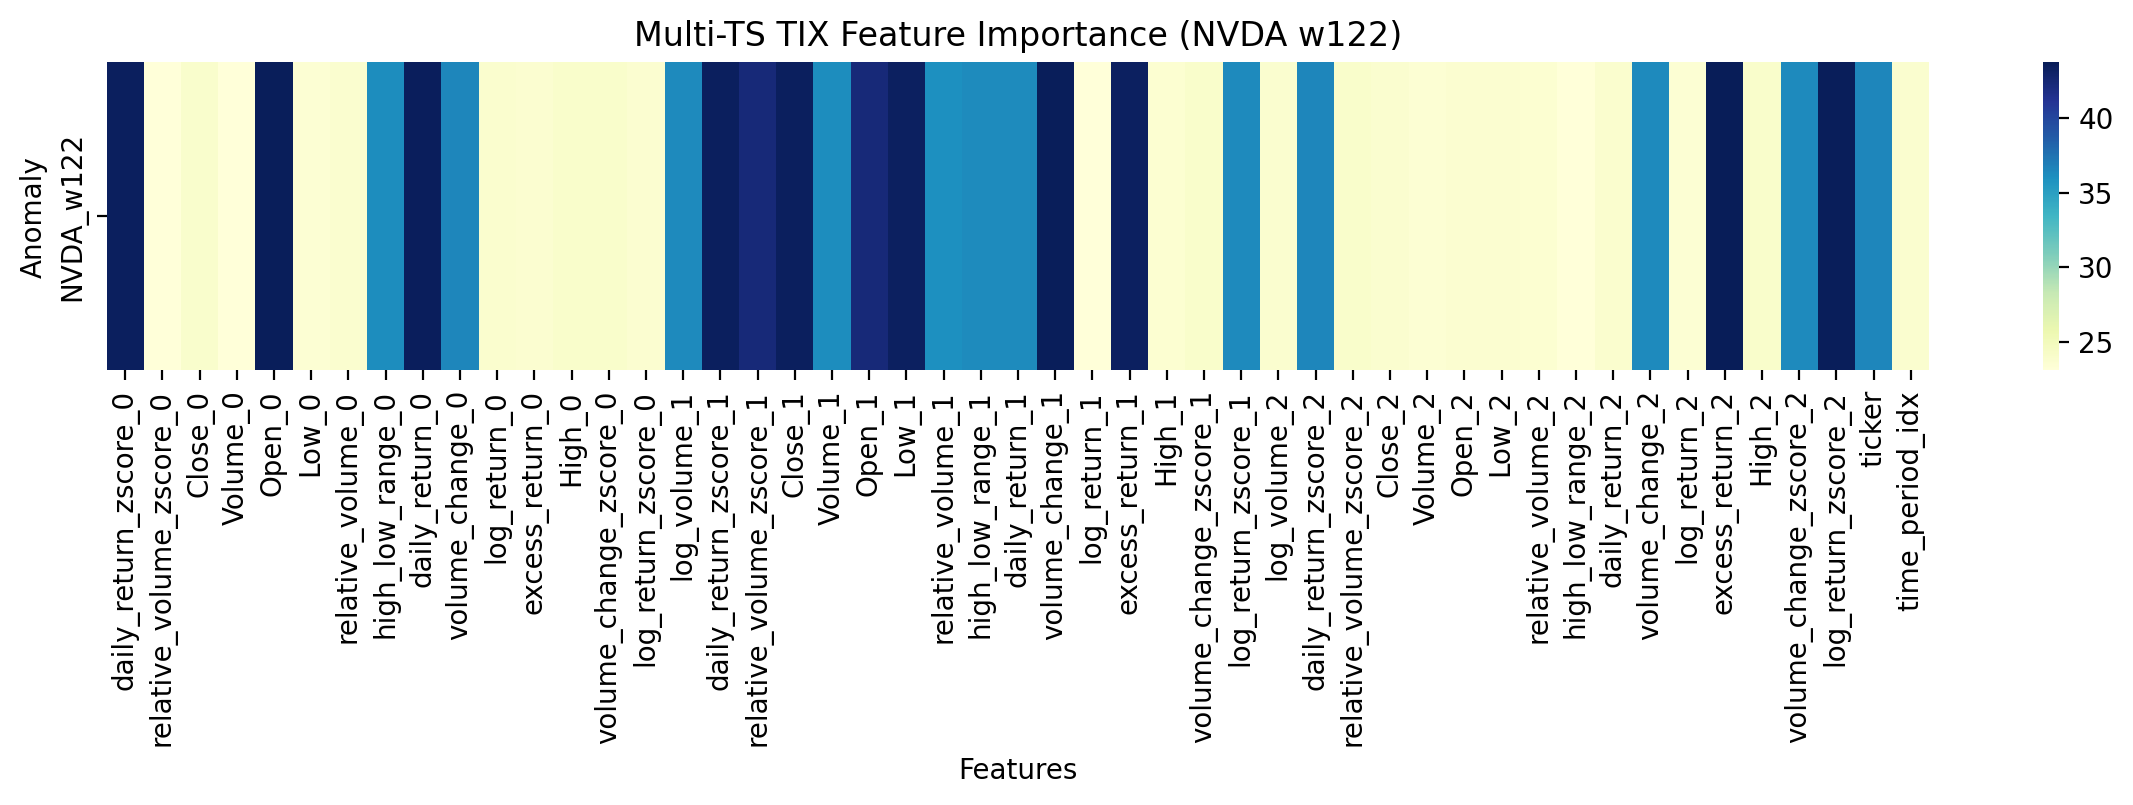 Multi-TS TIX Feature Importance (NVDA w122)
Anomaly
NVDA_w122
40
35
30
25
daily_return_zscore_0
relative_volume_zscore_0
Close_0
Volume_0
Open_0
Low_0
relative_volume_0
high_low_range_0
daily_return_0
volume_change_0
log_return_0
excess_return_0
High_0
volume_change_zscore_0
log_return_zscore_0
log_volume_1
daily_return_zscore_1
relative_volume_zscore_1
Close_1
Volume_1
Open_1
Low_1
relative_volume_1
high_low_range_1
daily_return_1
volume_change_1
log_return_1
excess_return_1
High_1
volume_change_zscore_1
log_return_zscore_1
log_volume_2
daily_return_zscore_2
relative_volume_zscore_2
Close_2
Volume_2
Open_2
Low_2
relative_volume_2
high_low_range_2
daily_return_2
volume_change_2
log_return_2
excess_return_2
High_2
volume_change_zscore_2
log_return_zscore_2
ticker
time_period_idx
Features